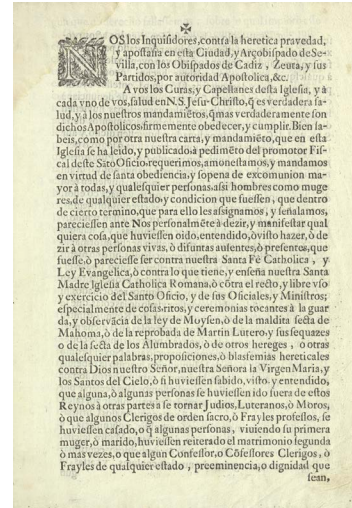 NOS los Inquisidores, contra la heretica pravedad,
y apostasia en esta Ciudad, y Arçobispado de Se-
villa, con los Obispados de Cadiz, Zeuta, y sus
Partidos, por autoridad Apostolica, &c.
A vos los Curas, y Capellanes desta Iglesia, y à
cada vno de vos, salud en N.S. Jesu-Christo, q̃ es verdadera sa-
lud, y à los nuestros mandamiẽtos, q̃ mas verdaderamente son
dichos Apostolicos, firmemente obedecer, y cumplir. Bien sa-
beis, como por otra nuestra carta, y mandamiẽto, que en esta
Iglesia se ha leido, y publicado à pedimẽto del promotor Fis-
cal deste Sãto Oficio, requerimos, amonestamos, y mandamos
en virtud de santa obediencia, y so pena de excomunion ma-
yor à todas, y qualesquier personas, assi hombres como muge
res, de qualquier estado, y condicion que fuessen, que dentro
de cierto termino, que para ello les assignamos, y señalamos,
pareciessen ante Nos personalmẽte à dezir, y manifestar qual
quiera cosa, que huviessen oido, entendido, ò visto hazer, ò de
zir à otras personas vivas, ò difuntas ausentes, ò presentes, que
fuesse, ò pareciesse ser contra nuestra Santa Fè Catholica, y
Ley Evangelica, ò contra lo que tiene, y enseña nuestra Santa
Madre Iglesia Catholica Romana, ò cõtra el recto, y libre vso
y exercicio del Santo Oficio, y de sus Oficiales, y Ministros;
especialmente de cosas ritos, y ceremonias tocantes à la guar
da, y observãcia de la ley de Moysen, ò de la maldita secta de
Mahoma, ò de la reprobada de Martin Lutero, y sus sequazes
o de la secta de los Alumbrados, ò de otros hereges, o otras
qualesquier palabras, proposiciones, ò blasfemias hereticales
contra Dios nuestro Señor, nuestra Señora la Virgen Maria, y
los Santos del Cielo, ò si huviessen sabido, visto y entendido,
que alguna, ò algunas personas se huviessen ido fuera de estos
Reynos à otras partes à se tornar Judios, Luteranos, ò Moros,
ò que algunos Clerigos de orden sacro, ò Frayles professos, se
huviessen casado, o q̃ algunas personas, viuiendo su primera
muger, ò marido, huviessen reiterado el matrimonio segunda
ò mas vezes, o que algun Confessor, o Cõfessores Clerigos, ò
Frayles de qualquier estado, preeminencia, o dignidad que
sean,